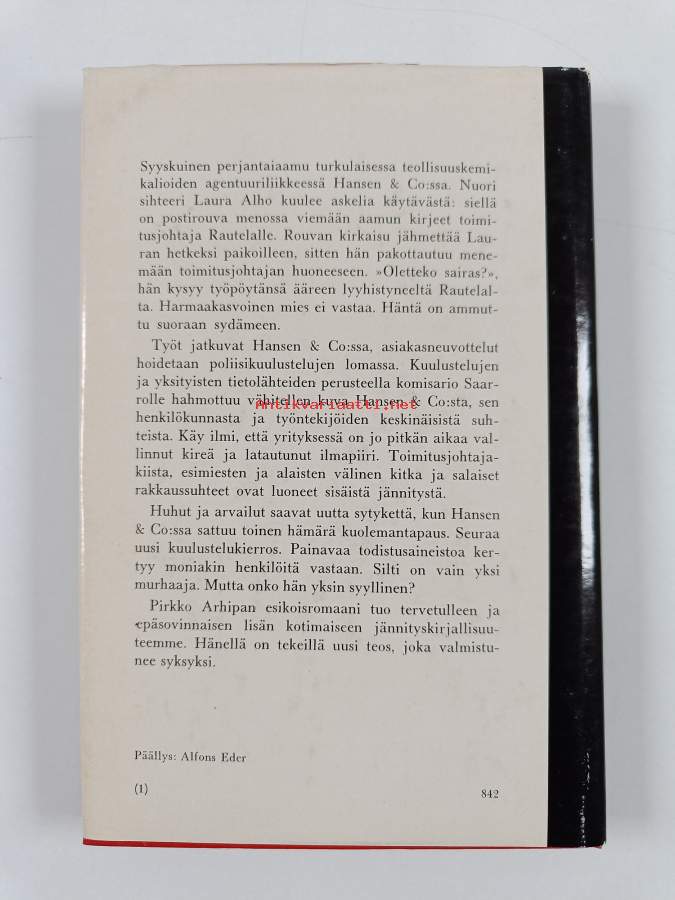 Syyskuinen perjantaiaamu turkulaisessa teollisuuskemi-
kalioiden agentuuriliikkeessä Hansen & Co:ssa. Nuori
sihteeri Laura Alho kuulee askelia käytävästä: siellä
on postirouva menossa viemään aamun kirjeet toimi-
tusjohtaja Rautelalle. Rouvan kirkaisu jähmettää Lau-
ran hetkeksi paikoilleen, sitten hän pakottautuu mene-
mään toimitusjohtajan huoneeseen. »Oletteko sairas?»,
hän kysyy työpöytänsä ääreen lyyhistyneeltä Rautelal-
ta. Harmaakasvoinen mies ei vastaa. Häntä on ammut-
tu suoraan sydämeen.
Työt jatkuvat Hansen & Co:ssa, asiakasneuvottelut
hoidetaan poliisikuulustelujen lomassa. Kuulustelujen
ja yksityisten tietolähteiden perusteella komisario Saar-
rolle hahmottuu vähitellen kuva Hansen & Co:sta, sen
Antikvariaatti.net
henkilökunnasta ja työntekijöiden keskinäisistä suh-
teista. Käy ilmi, että yrityksessä on jo pitkän aikaa val-
linnut kireä ja latautunut ilmapiiri. Toimitusjohtaja-
kiista, esimiesten ja alaisten välinen kitka ja salaiset
rakkaussuhteet ovat luoneet sisäistä jännitystä.
Huhut ja arvailut saavat uutta sytykettä, kun Hansen
& Co:ssa sattuu toinen hämärä kuolemantapaus. Seuraa
uusi kuulustelukierros. Painavaa todistusaineistoa ker-
tyy moniakin henkilöitä vastaan. Silti on vain yksi
murhaaja. Mutta onko hän yksin syyllinen?
Pirkko Arhipan esikoisromaani tuo tervetulleen ja
epäsovinnaisen lisän kotimaiseen jännityskirjallisuu-
teemme. Hänellä on tekeillä uusi teos, joka valmistu-
nee syksyksi.
Päällys: Alfons Eder
(1) 842